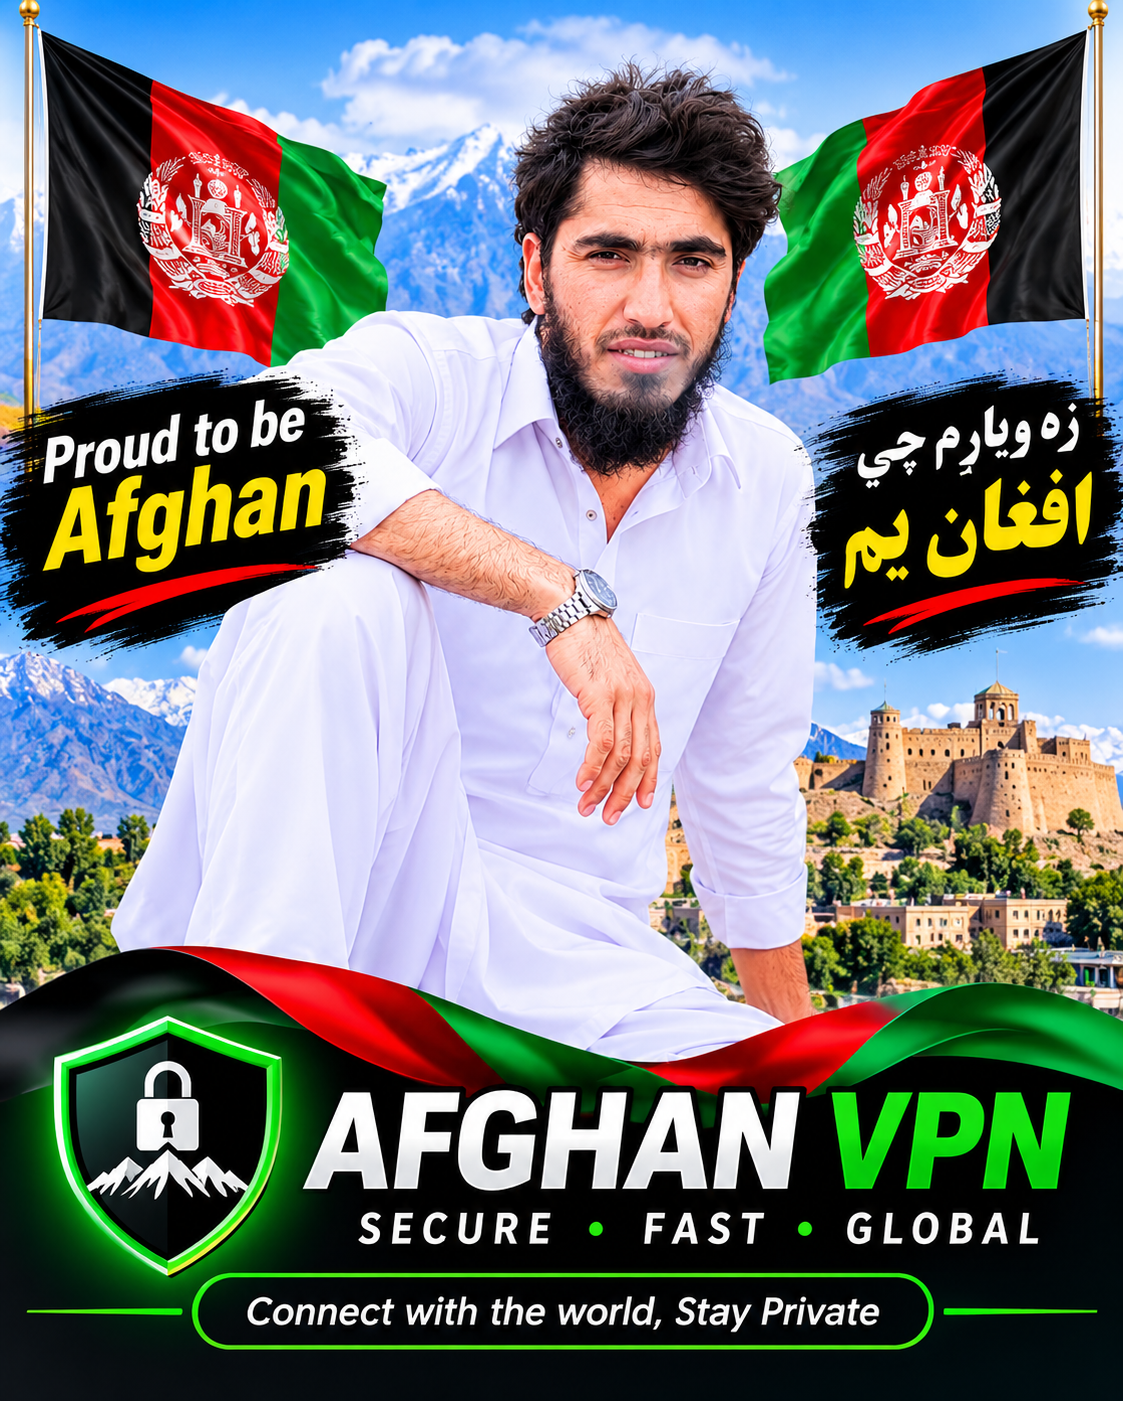 Proud to be
Afghan
زه ویاړم چې
افغان یم
AFGHAN VPN
SECURE • FAST • GLOBAL
Connect with the world, Stay Private